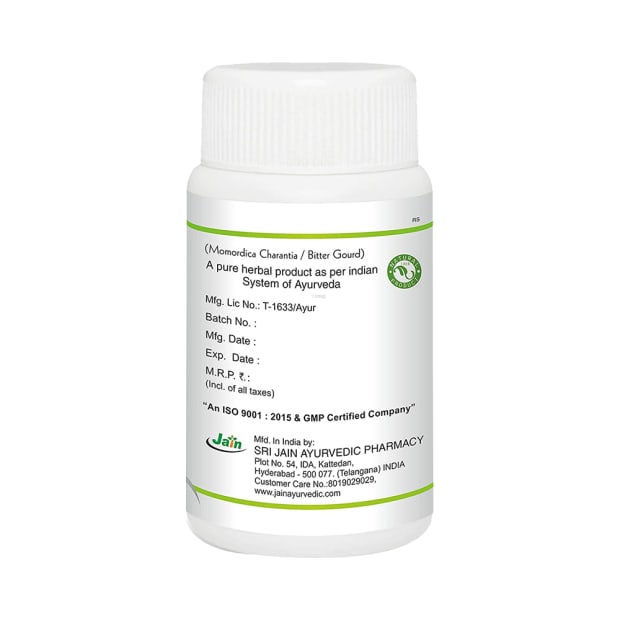 RS
(Momordica Charantia / Bitter Gourd)
A pure herbal product as per indian
System of Ayurveda
NATURAL
PRODUCT
Mfg. Lic No.: T-1633/Ayur
Batch No. :
Mfg. Date :
Exp. Date :
M.R.P. ₹.:
(Incl. of all taxes)
"An ISO 9001 : 2015 & GMP Certified Company"
Jain
Mfd. In India by:
SRI JAIN AYURVEDIC PHARMACY
Plot No. 54, IDA, Kattedan,
Hyderabad - 500 077. (Telangana) INDIA
Customer Care No.:8019029029,
www.jainayurvedic.com